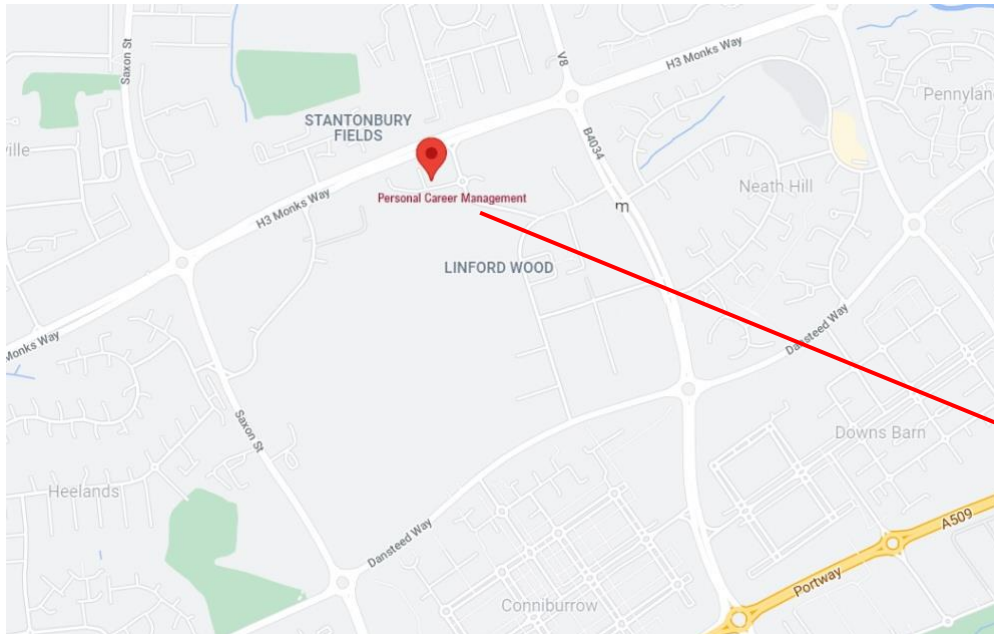 Saxon St
V8
H3 Monks Way
Pennyland
STANTONBURY
FIELDS
ville
B4034
Personal Career Management
Neath Hill
H3 Monks Way
m
LINFORD WOOD
Monks Way
Dansteed Way
Saxon St
Downs Barn
Heelands
A509
Dansteed Way
Portway
Conniburrow